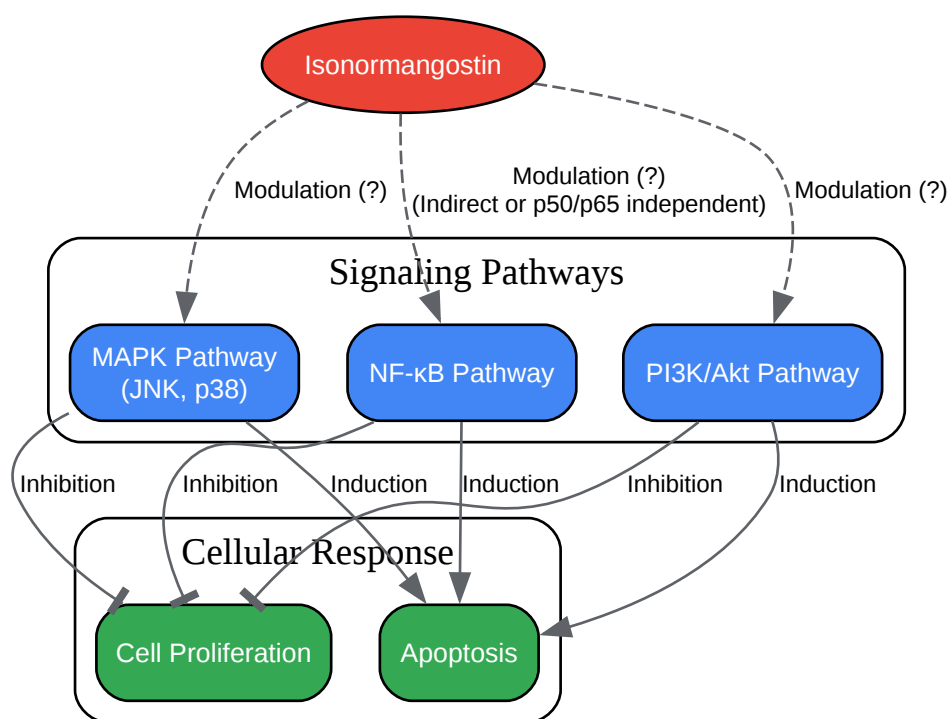 Isonormangostin
Modulation (?)
Modulation (?)
(Indirect or p50/p65 independent)
Modulation (?)
Signaling Pathways
MAPK Pathway
(JNK, p38)
NF-κB Pathway
PI3K/Akt Pathway
Inhibition
Inhibition
Induction
Induction
Inhibition
Induction
Cellular Response
Cell Proliferation
Apoptosis